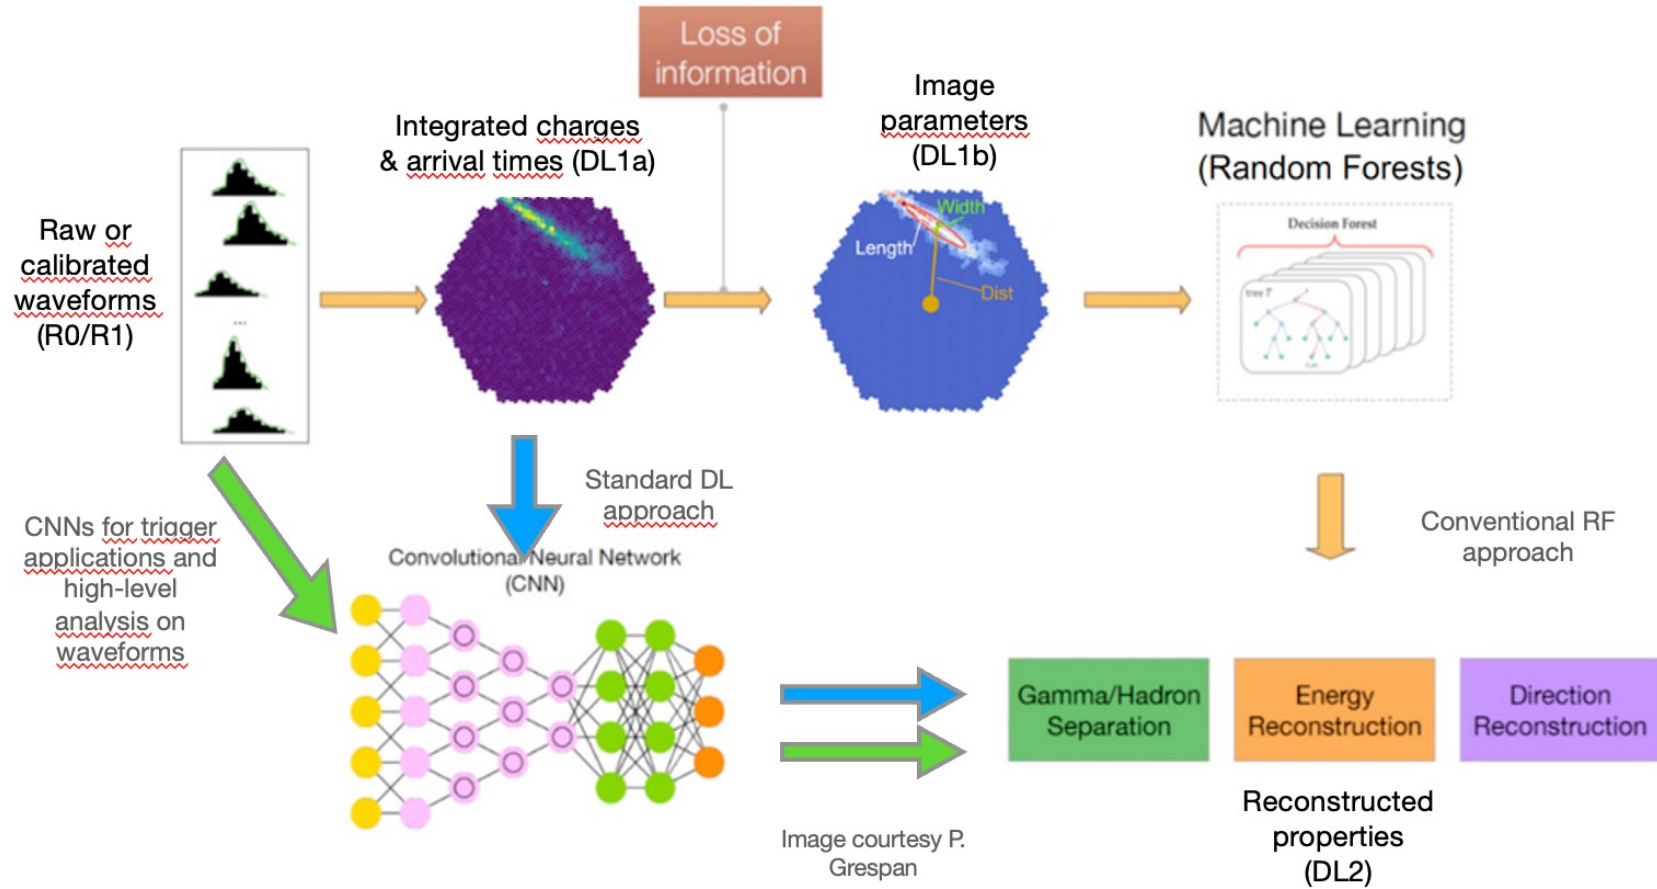 Loss of
information
Image
parameters
(DL1b)
Integrated charges
& arrival times (DL1a)
Machine Learning
(Random Forests)
Raw or
calibrated
waveforms
(R0/R1)
...
Width
Length
Dist
Decision Forest
tree T
Standard DL
approach
CNNs for trigger
applications and
high-level
analysis on
waveforms
Convolutional Neural Network
(CNN)
Conventional RF
approach
Gamma/Hadron
Separation
Energy
Reconstruction
Direction
Reconstruction
Reconstructed
properties
(DL2)
Image courtesy P.
Grespan